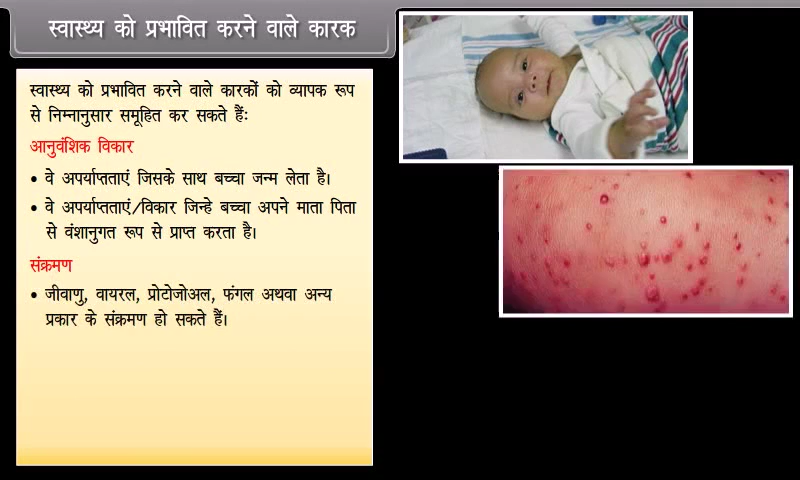 स्वास्थ्य को प्रभावित करने वाले कारक
स्वास्थ्य को प्रभावित करने वाले कारकों को व्यापक रूप
से निम्नानुसार समूहित कर सकते हैंः
आनुवंशिक विकार
• वे अपर्याप्तताएं जिसके साथ बच्चा जन्म लेता है।
• वे अपर्याप्तताएं/विकार जिन्हे बच्चा अपने माता पिता
से वंशानुगत रूप से प्राप्त करता है।
संक्रमण
• जीवाणु, वायरल, प्रोटोजोअल, फंगल अथवा अन्य
प्रकार के संक्रमण हो सकते हैं।